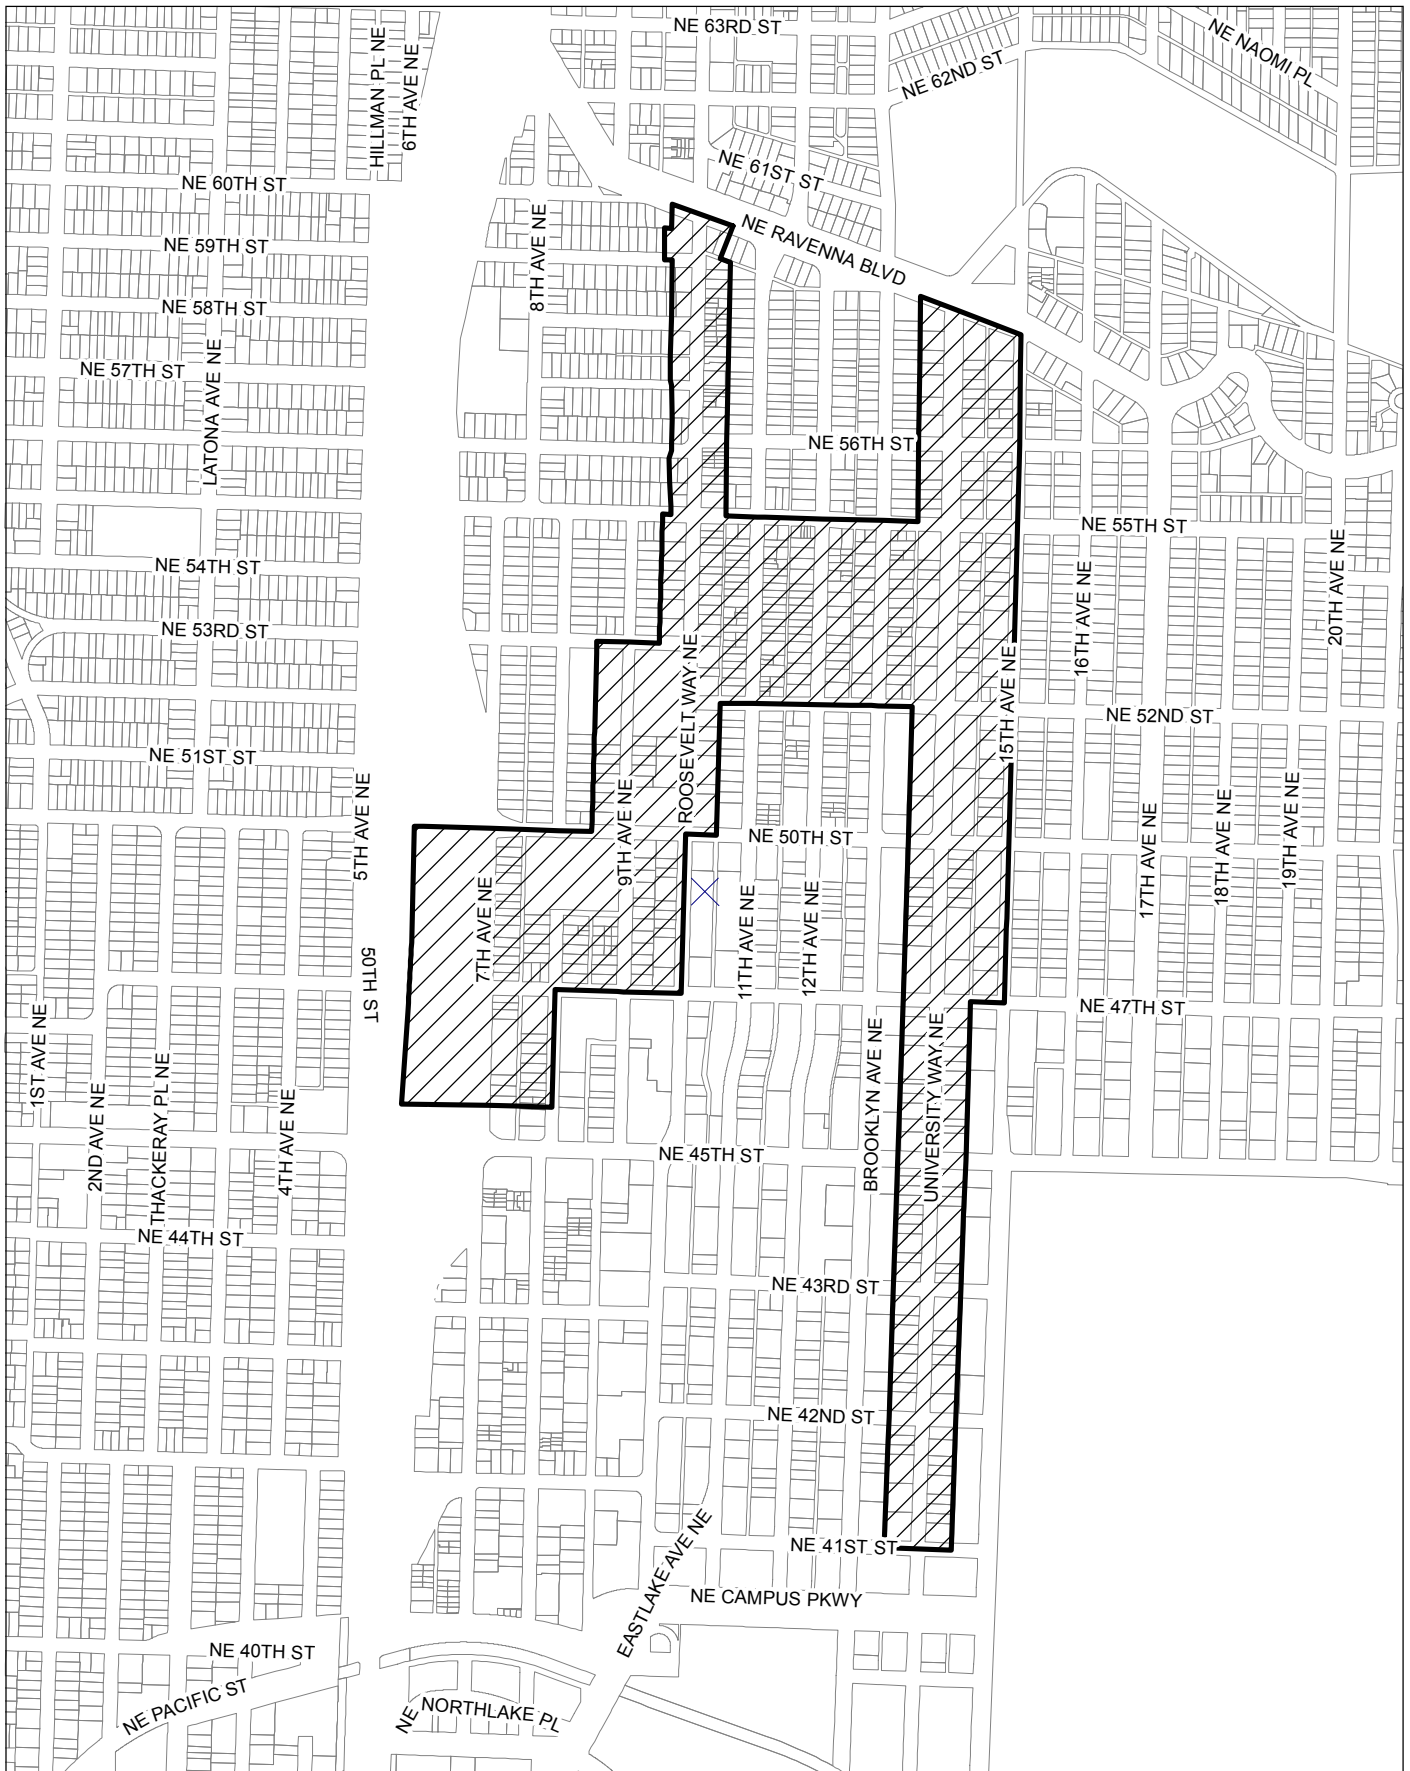 NE 63RD ST
NE NAOMI PL
HILLMAN PL NE
6TH AVE NE
NE 62ND ST
NE 61ST ST
NE 60TH ST
8TH AVE NE
NE RAVENNA BLVD
NE 59TH ST
NE 58TH ST
NE 57TH ST
LATONA AVE NE
NE 56TH ST
NE 55TH ST
20TH AVE NE
NE 54TH ST
16TH AVE NE
NE 53RD ST
ROOSEVELT WAY NE
15TH AVE NE
NE 52ND ST
NE 51ST ST
5TH AVE NE
9TH AVE NE
NE 50TH ST
17TH AVE NE
18TH AVE NE
19TH AVE NE
7TH AVE NE
11TH AVE NE
12TH AVE NE
50TH ST
1ST AVE NE
NE 47TH ST
BROOKLYN AVE NE
UNIVERSITY WAY NE
2ND AVE NE
THACKERAY PL NE
4TH AVE NE
NE 45TH ST
NE 44TH ST
NE 43RD ST
NE 42ND ST
NE 41ST ST
EASTLAKE AVE NE
NE CAMPUS PKWY
NE 40TH ST
NE PACIFIC ST
NE NORTHLAKE PL